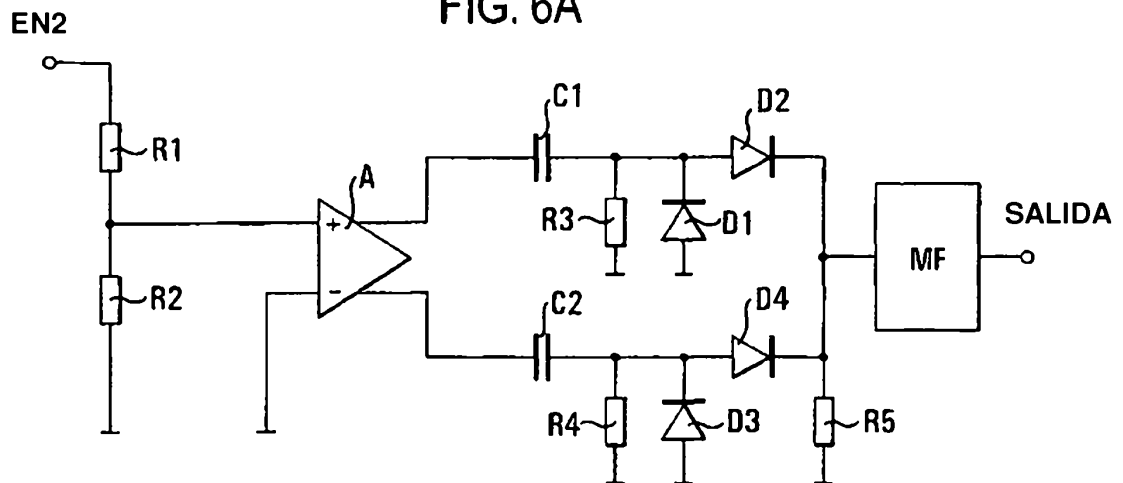 FIG. 6A
EN2
C1
D2
R1
A
+
R3
D1
SALIDA
MF
R2
-
C2
D4
R4
D3
R5